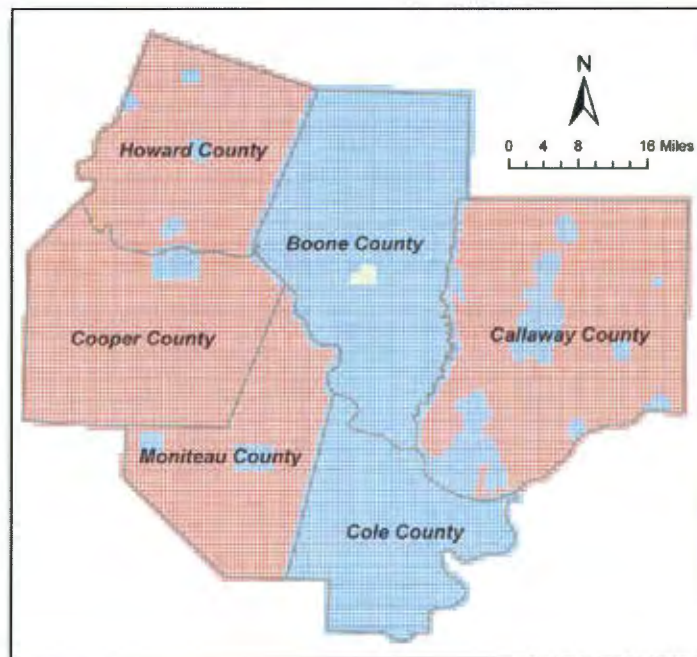 N
0 4 8 16 Miles
Howard County
Boone County
Cooper County
Callaway County
Moniteau County
Cole County